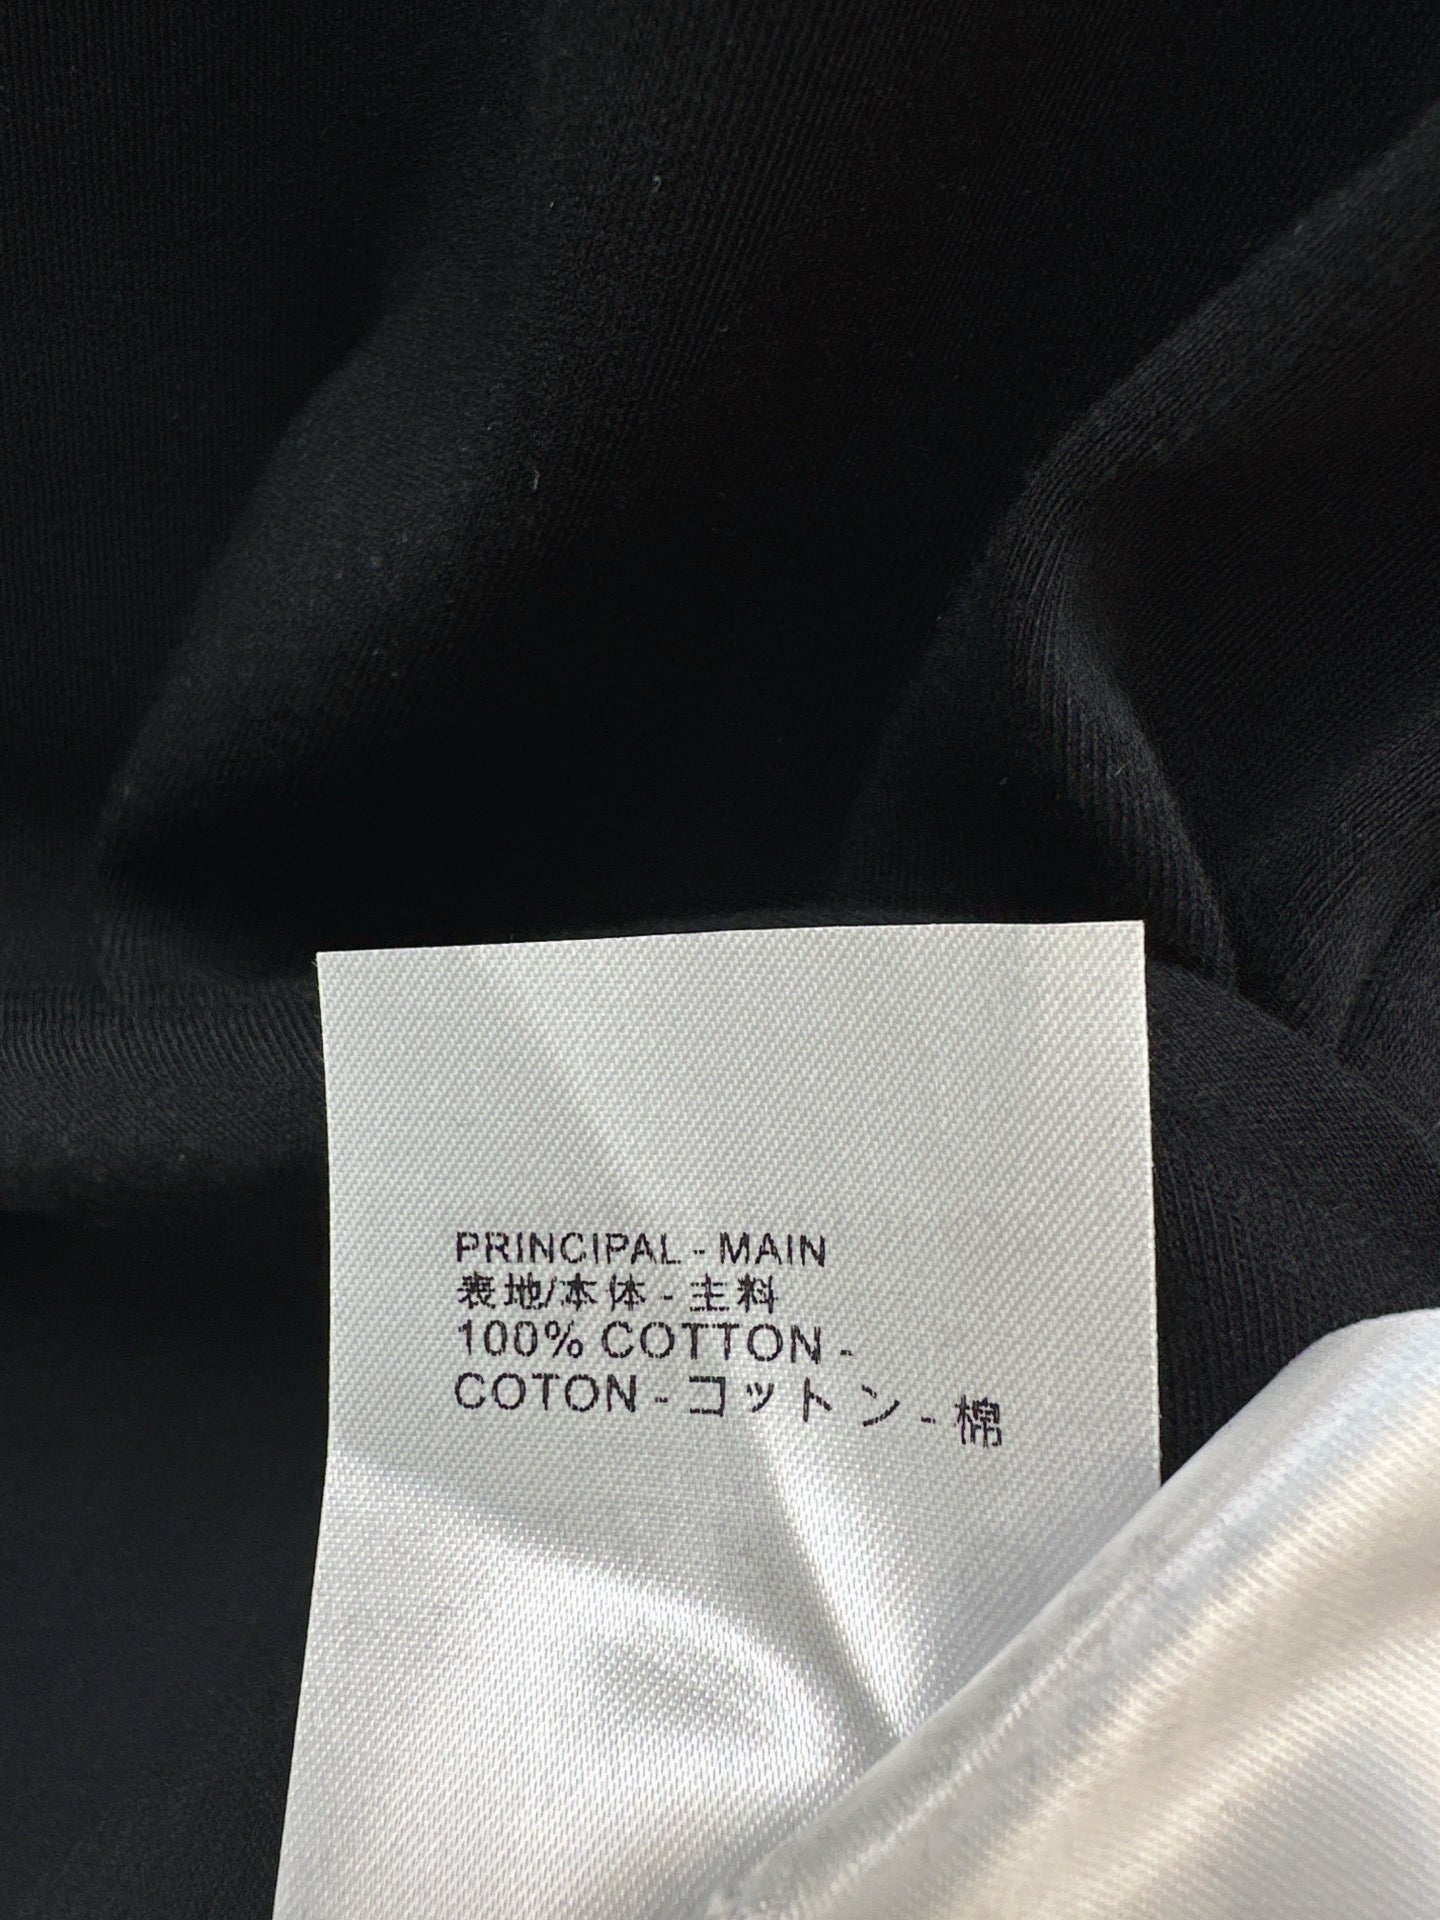 PRINCIPAL - MAIN
表地/本体 - 主料
100% COTTON -
COTON - コットン - 棉